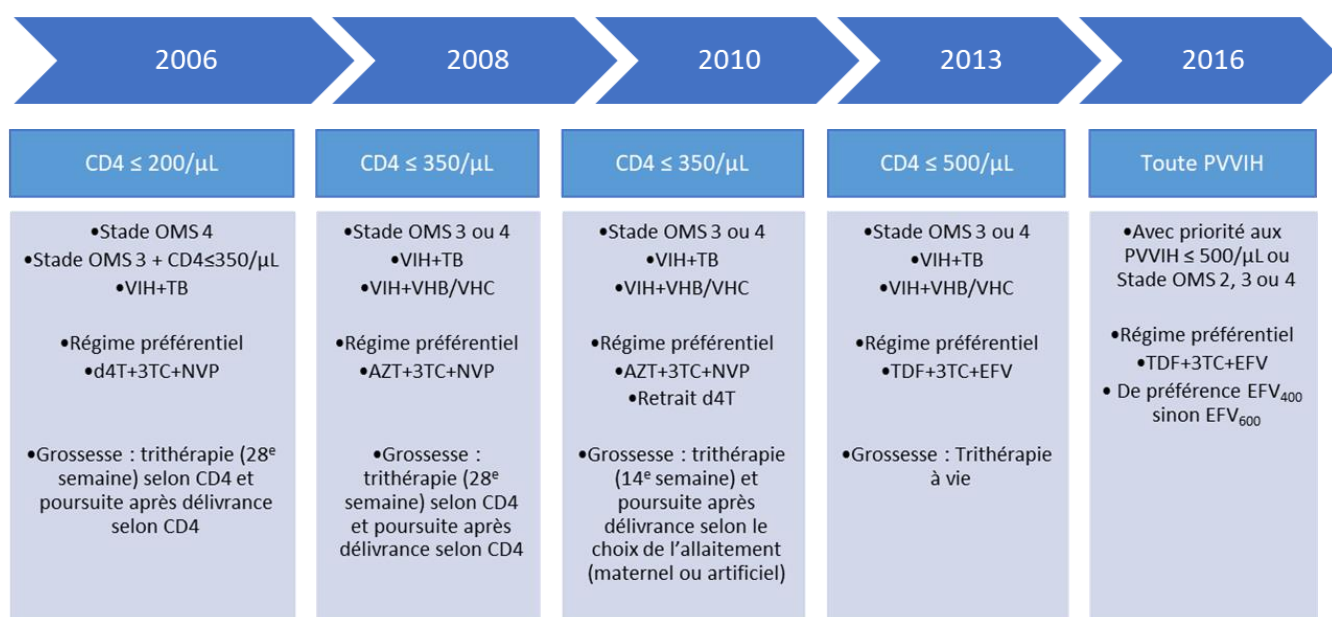 2006
2008
2010
2013
2016
CD4 ≤ 200/µL
CD4 ≤ 350/µL
CD4 ≤ 350/µL
CD4 ≤ 500/µL
Toute PVVIH
•Stade OMS 4
•Stade OMS 3 + CD4≤350/µL
•VIH+TB
•Régime préférentiel
•d4T+3TC+NVP
•Grossesse : trithérapie (28e
semaine) selon CD4 et
poursuite après délivrance
selon CD4
•Stade OMS 3 ou 4
•VIH+TB
•VIH+VHB/VHC
•Régime préférentiel
•AZT+3TC+NVP
•Grossesse :
trithérapie (28e
semaine) selon CD4
et poursuite après
délivrance selon CD4
•Stade OMS 3 ou 4
•VIH+TB
•VIH+VHB/VHC
•Régime préférentiel
•AZT+3TC+NVP
•Retrait d4T
•Grossesse : trithérapie
(14e semaine) et
poursuite après
délivrance selon le
choix de l’allaitement
(maternel ou artificiel)
•Stade OMS 3 ou 4
•VIH+TB
•VIH+VHB/VHC
•Régime préférentiel
•TDF+3TC+EFV
•Grossesse: Trithérapie
à vie
•Avec priorité aux
PVVIH ≤ 500/µL ou
Stade OMS 2, 3 ou 4
•Régime préférentiel
•TDF+3TC+EFV
• De préférence EFV400
sinon EFV600